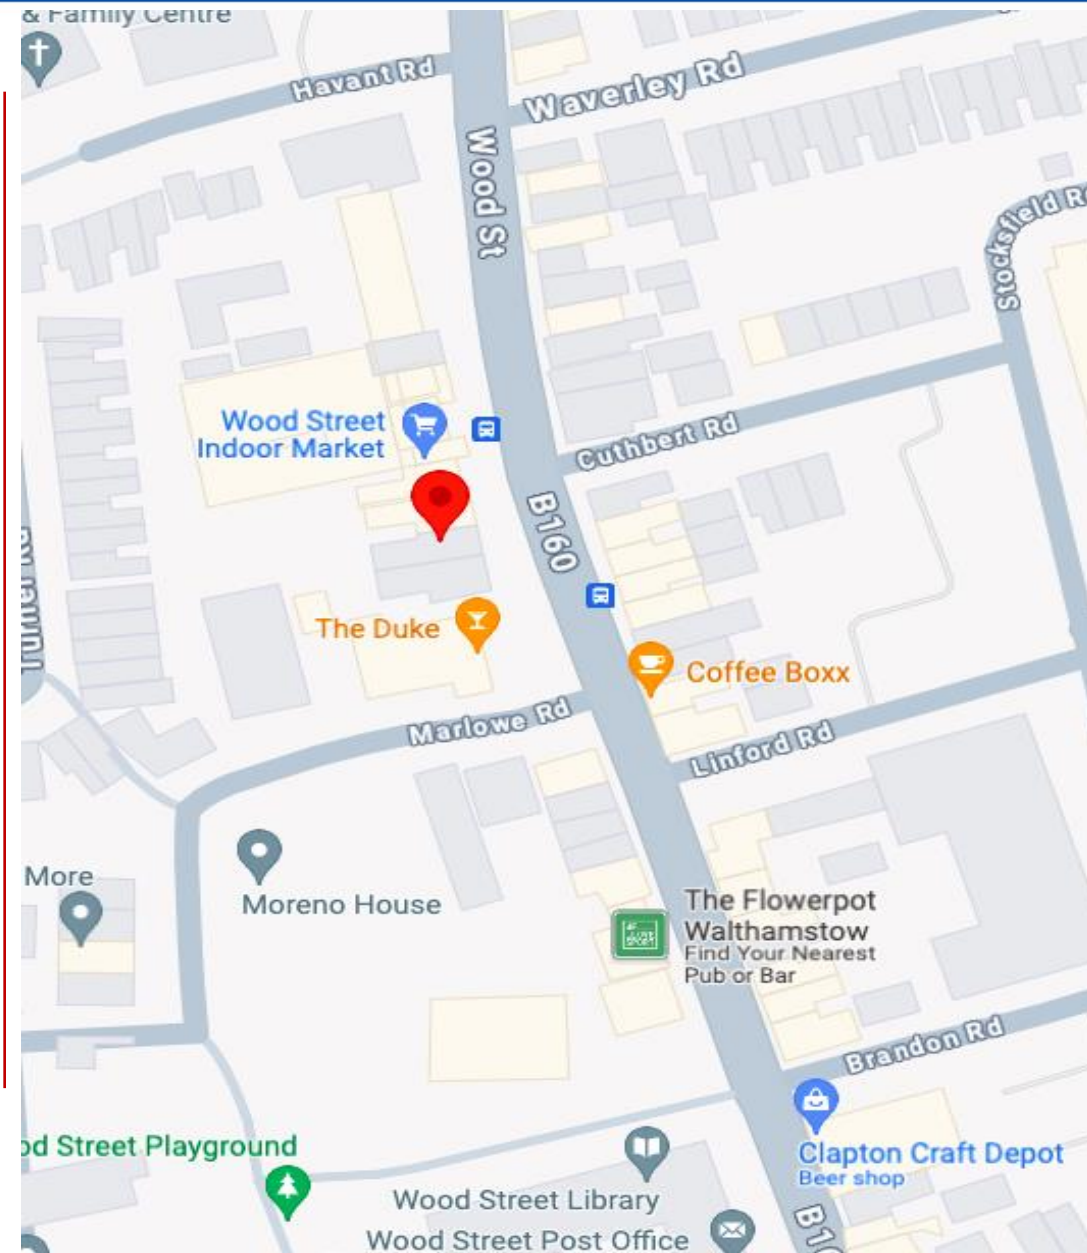 & Family Centre
Havant Rd
Waverley Rd
Wood St
Stocksfield R
Wood Street
Indoor Market
Cuthbert Rd
B160
The Duke
Coffee Boxx
Marlowe Rd
Linford Rd
More
Moreno House
The Flowerpot
Walthamstow
Find Your Nearest
Pub or Bar
Brandon Rd
od Street Playground
Clapton Craft Depot
Beer shop
Wood Street Library
Wood Street Post Office
B16